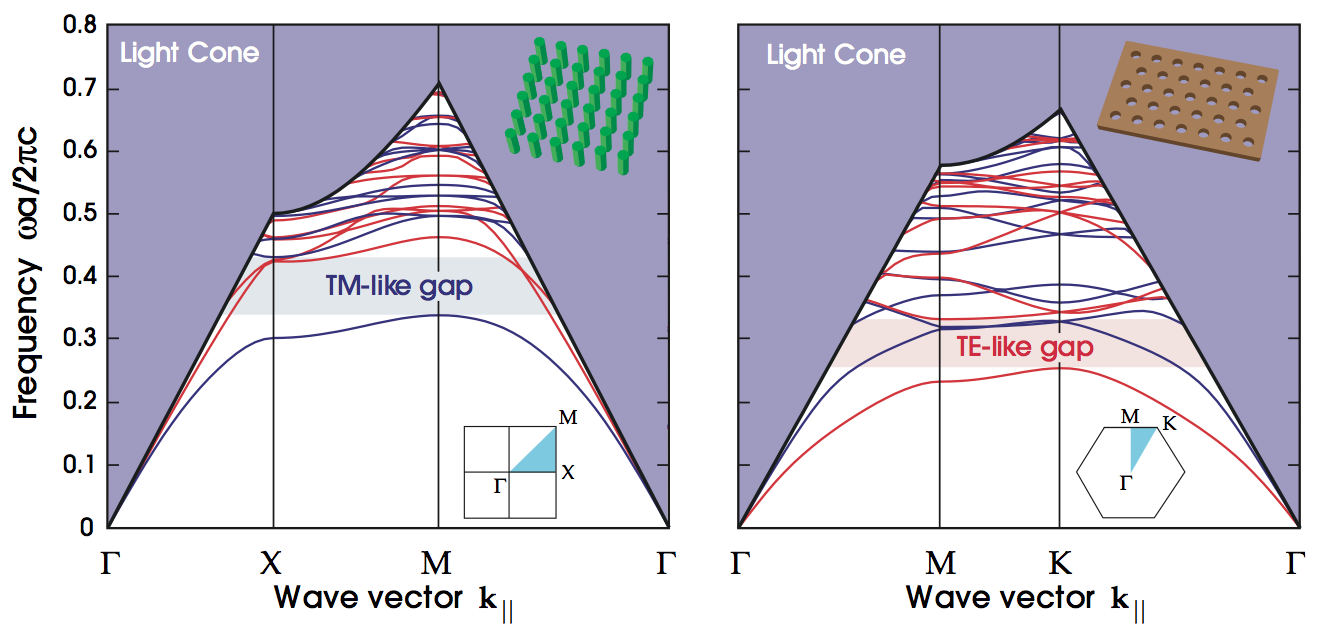 0.8
0.7
0.6
0.5
0.4
0.3
0.2
0.1
0
Frequency ωa/2πc
Light Cone
TM-like gap
M
X
Γ
Γ X M Γ
Wave vector k||
Light Cone
TE-like gap
M K
Γ
Γ M K Γ
Wave vector k||